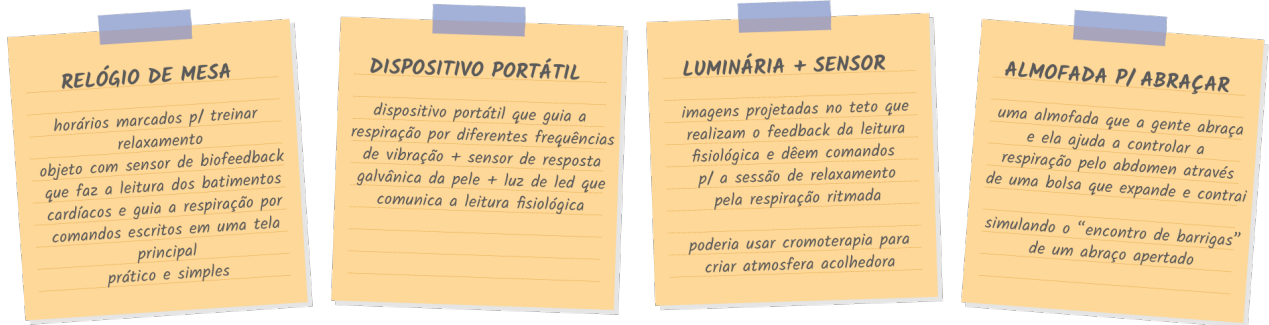 RELÓGIO DE MESA
horários marcados p/ treinar
relaxamento
objeto com sensor de biofeedback
que faz a leitura dos batimentos
cardíacos e guia a respiração por
comandos escritos em uma tela
principal
prático e simples
DISPOSITIVO PORTÁTIL
dispositivo portátil que guia a
respiração por diferentes frequências
de vibração + sensor de resposta
galvânica da pele + luz de led que
comunica a leitura fisiológica
LUMINÁRIA + SENSOR
imagens projetadas no teto que
realizam o feedback da leitura
fisiológica e dêem comandos
p/ a sessão de relaxamento
pela respiração ritmada
poderia usar cromoterapia para
criar atmosfera acolhedora
ALMOFADA P/ ABRAÇAR
uma almofada que a gente abraça
e ela ajuda a controlar a
respiração pelo abdomen através
de uma bolsa que expande e contrai
simulando o “encontro de barrigas”
de um abraço apertado